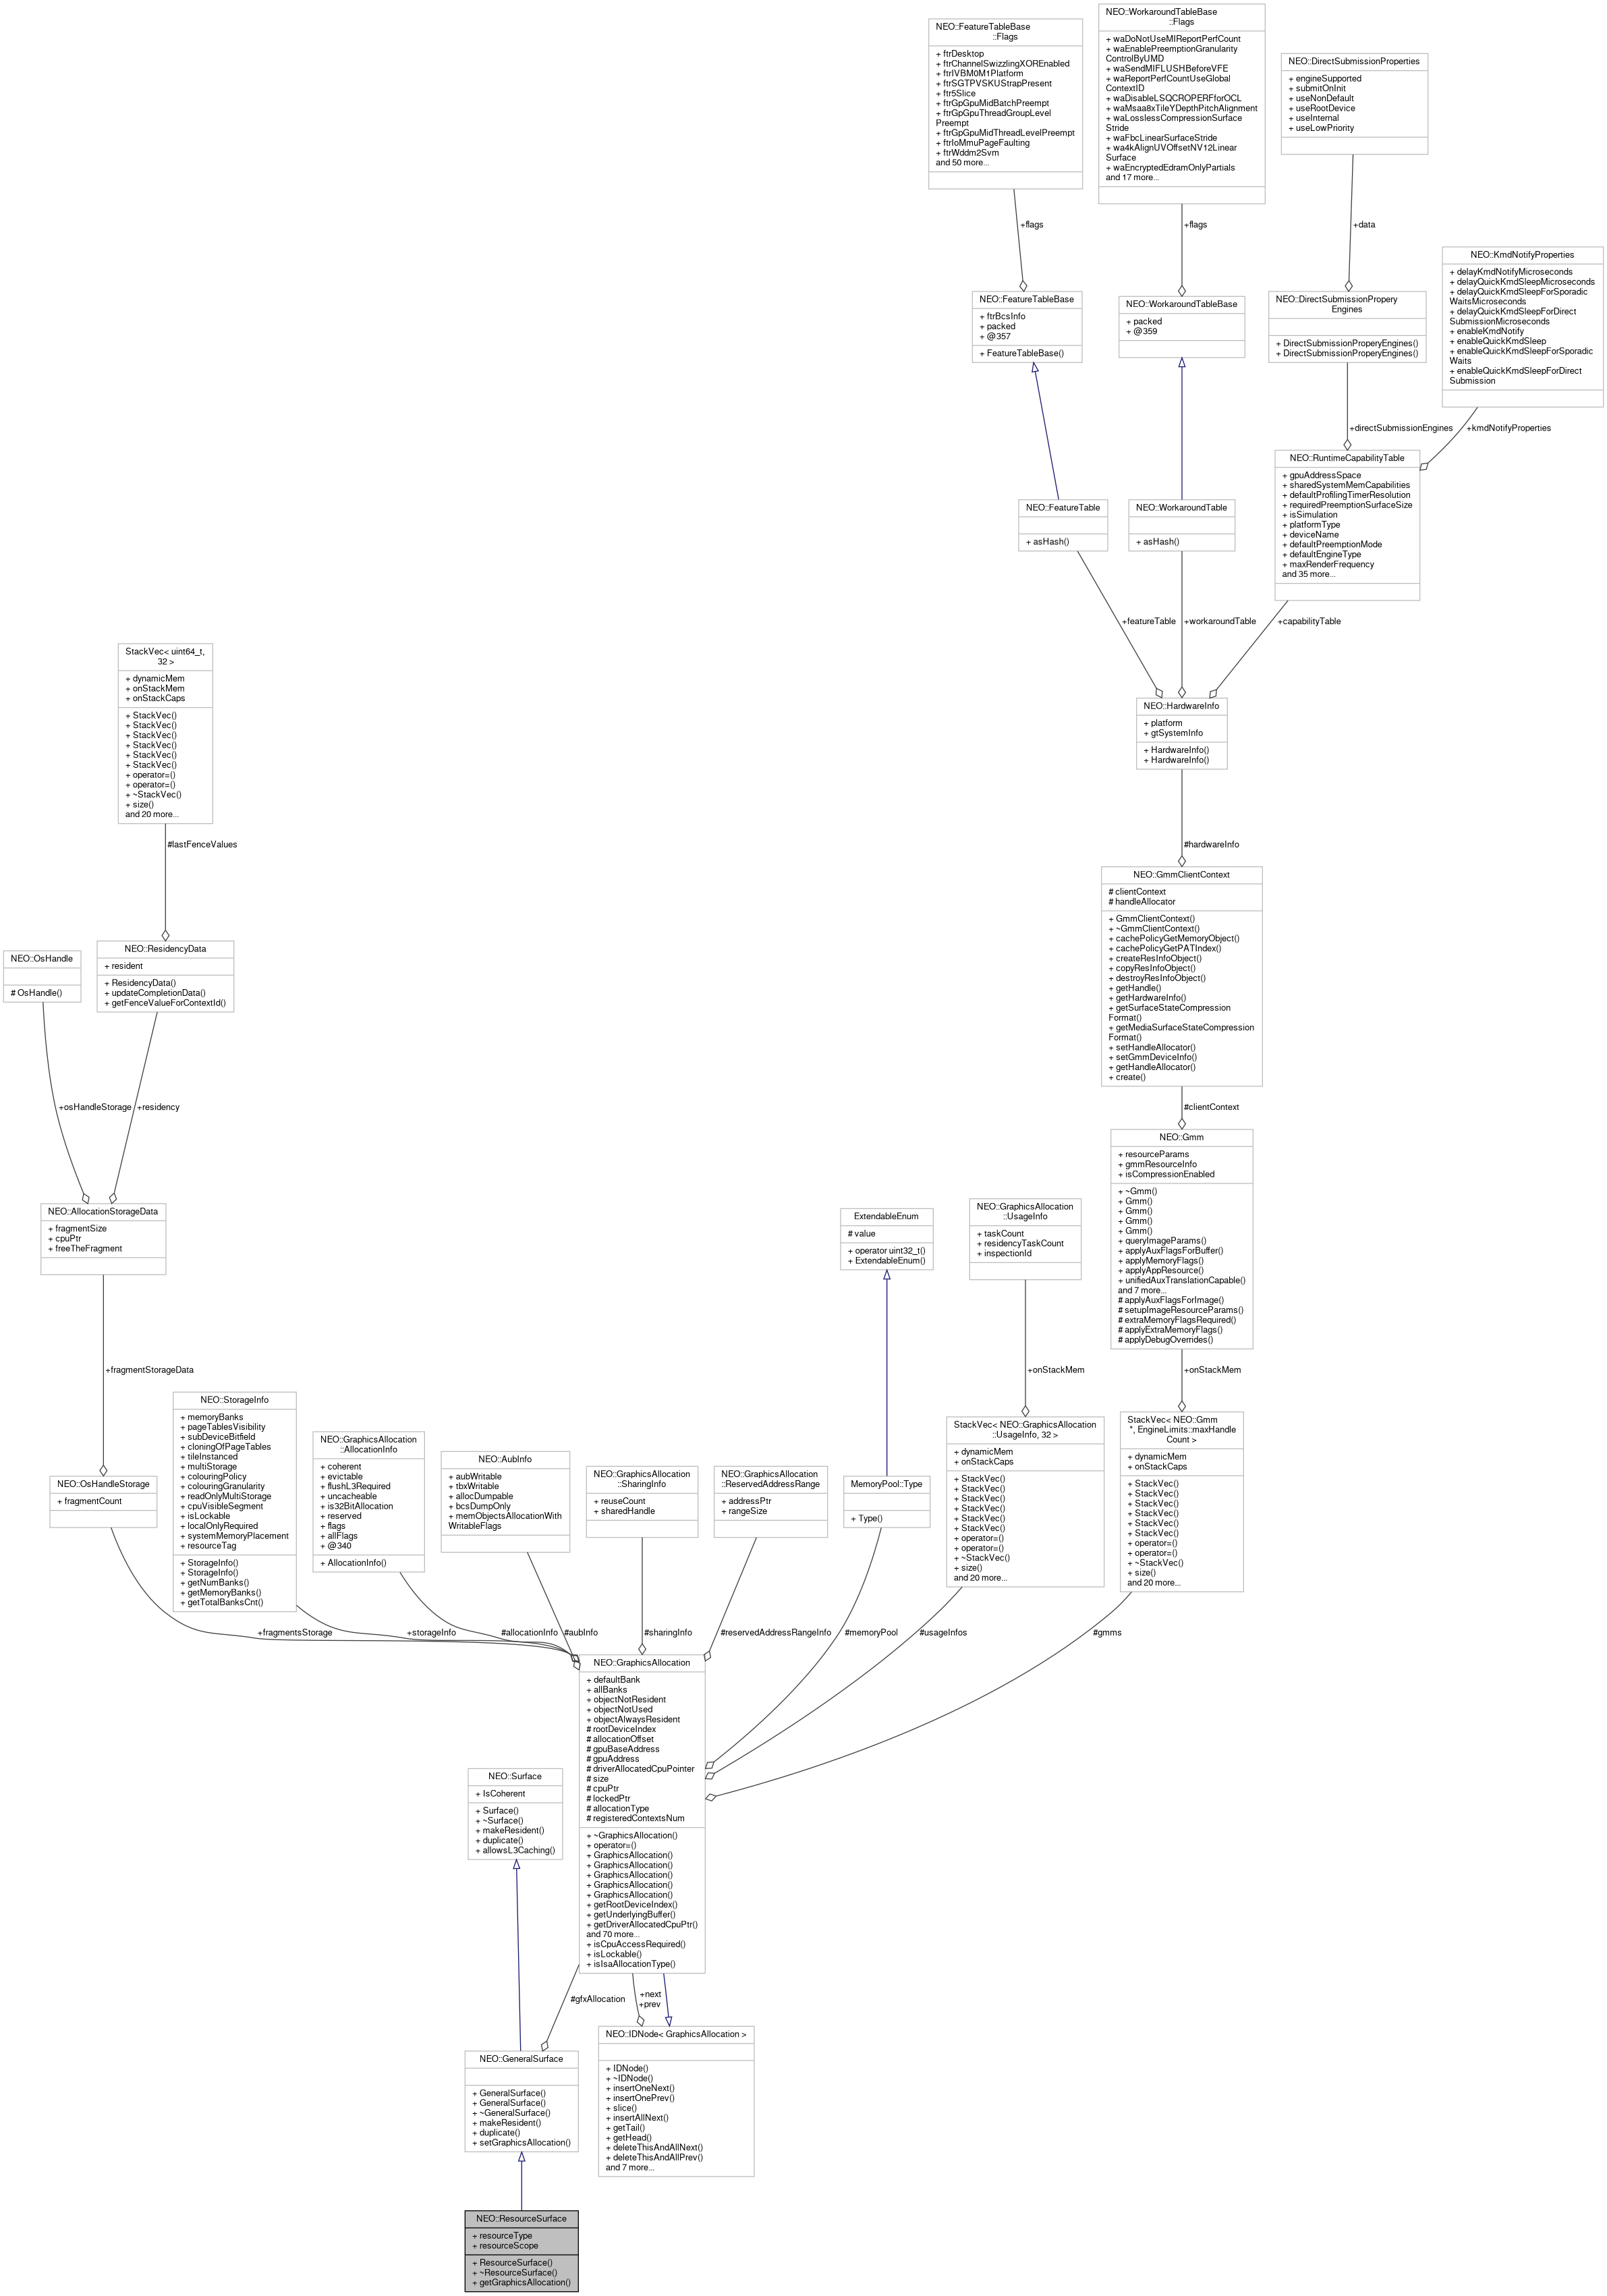 NEO::FeatureTableBase
::Flags
+ ftrDesktop
+ ftrChannelSwizzlingXOREnabled
+ ftrIVBM0M1Platform
+ ftrSGTPVSKUStrapPresent
+ ftr5Slice
+ ftrGpGpuMidBatchPreempt
+ ftrGpGpuThreadGroupLevel
Preempt
+ ftrGpGpuMidThreadLevelPreempt
+ ftrIoMmuPageFaulting
+ ftrWddm2Svm
and 50 more...
NEO::WorkaroundTableBase
::Flags
+ waDoNotUseMIReportPerfCount
+ waEnablePreemptionGranularity
ControlByUMD
+ waSendMIFLUSHBeforeVFE
+ waReportPerfCountUseGlobal
ContextID
+ waDisableLSQCROPERFforOCL
+ waMsaa8xTileYDepthPitchAlignment
+ waLosslessCompressionSurface
Stride
+ waFbcLinearSurfaceStride
+ wa4kAlignUVOffsetNV12Linear
Surface
+ waEncryptedEdramOnlyPartials
and 17 more...
NEO::DirectSubmissionProperties
+ engineSupported
+ submitOnInit
+ useNonDefault
+ useRootDevice
+ useInternal
+ useLowPriority
+flags
+flags
+data
NEO::KmdNotifyProperties
+ delayKmdNotifyMicroseconds
+ delayQuickKmdSleepMicroseconds
+ delayQuickKmdSleepForSporadic
WaitsMicroseconds
+ delayQuickKmdSleepForDirect
SubmissionMicroseconds
+ enableKmdNotify
+ enableQuickKmdSleep
+ enableQuickKmdSleepForSporadic
Waits
+ enableQuickKmdSleepForDirect
Submission
NEO::FeatureTableBase
+ ftrBcsInfo
+ packed
+ @357
+ FeatureTableBase()
NEO::WorkaroundTableBase
+ packed
+ @359
NEO::DirectSubmissionPropery
Engines
+ DirectSubmissionProperyEngines()
+ DirectSubmissionProperyEngines()
+directSubmissionEngines
+kmdNotifyProperties
NEO::RuntimeCapabilityTable
+ gpuAddressSpace
+ sharedSystemMemCapabilities
+ defaultProfilingTimerResolution
+ requiredPreemptionSurfaceSize
+ isSimulation
+ platformType
+ deviceName
+ defaultPreemptionMode
+ defaultEngineType
+ maxRenderFrequency
and 35 more...
NEO::FeatureTable
+ asHash()
NEO::WorkaroundTable
+ asHash()
+featureTable
+workaroundTable
+capabilityTable
StackVec< uint64_t,
32 >
+ dynamicMem
+ onStackMem
+ onStackCaps
+ StackVec()
+ StackVec()
+ StackVec()
+ StackVec()
+ StackVec()
+ StackVec()
+ operator=()
+ operator=()
+ ~StackVec()
+ size()
and 20 more...
NEO::HardwareInfo
+ platform
+ gtSystemInfo
+ HardwareInfo()
+ HardwareInfo()
#lastFenceValues
#hardwareInfo
NEO::GmmClientContext
# clientContext
# handleAllocator
+ GmmClientContext()
+ ~GmmClientContext()
+ cachePolicyGetMemoryObject()
+ cachePolicyGetPATIndex()
+ createResInfoObject()
+ copyResInfoObject()
+ destroyResInfoObject()
+ getHandle()
+ getHardwareInfo()
+ getSurfaceStateCompression
Format()
+ getMediaSurfaceStateCompression
Format()
+ setHandleAllocator()
+ setGmmDeviceInfo()
+ getHandleAllocator()
+ create()
NEO::OsHandle
# OsHandle()
NEO::ResidencyData
+ resident
+ ResidencyData()
+ updateCompletionData()
+ getFenceValueForContextId()
+osHandleStorage
+residency
#clientContext
NEO::Gmm
+ resourceParams
+ gmmResourceInfo
+ isCompressionEnabled
+ ~Gmm()
+ Gmm()
+ Gmm()
+ Gmm()
+ Gmm()
+ queryImageParams()
+ applyAuxFlagsForBuffer()
+ applyMemoryFlags()
+ applyAppResource()
+ unifiedAuxTranslationCapable()
and 7 more...
# applyAuxFlagsForImage()
# setupImageResourceParams()
# extraMemoryFlagsRequired()
# applyExtraMemoryFlags()
# applyDebugOverrides()
NEO::AllocationStorageData
+ fragmentSize
+ cpuPtr
+ freeTheFragment
ExtendableEnum
# value
+ operator uint32_t()
+ ExtendableEnum()
NEO::GraphicsAllocation
::UsageInfo
+ taskCount
+ residencyTaskCount
+ inspectionId
+fragmentStorageData
+onStackMem
+onStackMem
NEO::OsHandleStorage
+ fragmentCount
NEO::StorageInfo
+ memoryBanks
+ pageTablesVisibility
+ subDeviceBitfield
+ cloningOfPageTables
+ tileInstanced
+ multiStorage
+ colouringPolicy
+ colouringGranularity
+ readOnlyMultiStorage
+ cpuVisibleSegment
+ isLockable
+ localOnlyRequired
+ systemMemoryPlacement
+ resourceTag
+ StorageInfo()
+ StorageInfo()
+ getNumBanks()
+ getMemoryBanks()
+ getTotalBanksCnt()
NEO::GraphicsAllocation
::AllocationInfo
+ coherent
+ evictable
+ flushL3Required
+ uncacheable
+ is32BitAllocation
+ reserved
+ flags
+ allFlags
+ @340
+ AllocationInfo()
NEO::AubInfo
+ aubWritable
+ tbxWritable
+ allocDumpable
+ bcsDumpOnly
+ memObjectsAllocationWith
WritableFlags
NEO::GraphicsAllocation
::SharingInfo
+ reuseCount
+ sharedHandle
NEO::GraphicsAllocation
::ReservedAddressRange
+ addressPtr
+ rangeSize
MemoryPool::Type
+ Type()
StackVec< NEO::GraphicsAllocation
::UsageInfo, 32 >
+ dynamicMem
+ onStackCaps
+ StackVec()
+ StackVec()
+ StackVec()
+ StackVec()
+ StackVec()
+ StackVec()
+ operator=()
+ operator=()
+ ~StackVec()
+ size()
and 20 more...
StackVec< NEO::Gmm
*, EngineLimits::maxHandle
Count >
+ dynamicMem
+ onStackCaps
+ StackVec()
+ StackVec()
+ StackVec()
+ StackVec()
+ StackVec()
+ StackVec()
+ operator=()
+ operator=()
+ ~StackVec()
+ size()
and 20 more...
+fragmentsStorage
+storageInfo
#allocationInfo
#aubInfo
#sharingInfo
#reservedAddressRangeInfo
#memoryPool
#usageInfos
#gmms
NEO::GraphicsAllocation
+ defaultBank
+ allBanks
+ objectNotResident
+ objectNotUsed
+ objectAlwaysResident
# rootDeviceIndex
# allocationOffset
# gpuBaseAddress
# gpuAddress
# driverAllocatedCpuPointer
# size
# cpuPtr
# lockedPtr
# allocationType
# registeredContextsNum
+ ~GraphicsAllocation()
+ operator=()
+ GraphicsAllocation()
+ GraphicsAllocation()
+ GraphicsAllocation()
+ GraphicsAllocation()
+ GraphicsAllocation()
+ getRootDeviceIndex()
+ getUnderlyingBuffer()
+ getDriverAllocatedCpuPtr()
and 70 more...
+ isCpuAccessRequired()
+ isLockable()
+ isIsaAllocationType()
NEO::Surface
+ IsCoherent
+ Surface()
+ ~Surface()
+ makeResident()
+ duplicate()
+ allowsL3Caching()
#gfxAllocation
+next
+prev
NEO::GeneralSurface
+ GeneralSurface()
+ GeneralSurface()
+ ~GeneralSurface()
+ makeResident()
+ duplicate()
+ setGraphicsAllocation()
NEO::IDNode< GraphicsAllocation >
+ IDNode()
+ ~IDNode()
+ insertOneNext()
+ insertOnePrev()
+ slice()
+ insertAllNext()
+ getTail()
+ getHead()
+ deleteThisAndAllNext()
+ deleteThisAndAllPrev()
and 7 more...
NEO::ResourceSurface
+ resourceType
+ resourceScope
+ ResourceSurface()
+ ~ResourceSurface()
+ getGraphicsAllocation()